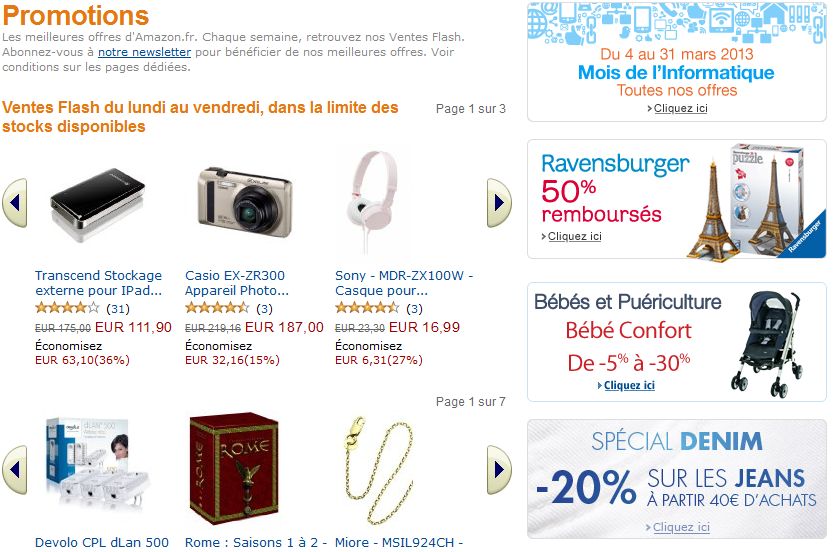 Promotions
Les meilleures offres d'Amazon.fr. Chaque semaine, retrouvez nos Ventes Flash.
Abonnez-vous à notre newsletter pour bénéficier de nos meilleures offres. Voir
conditions sur les pages dédiées.
Ventes Flash du lundi au vendredi, dans la limite des
stocks disponibles
Page 1 sur 3
Transcend Stockage
externe pour IPad...
(31)
EUR 175,00 EUR 111,90
Économisez
EUR 63,10(36%)
Casio EX-ZR300
Appareil Photo...
(3)
EUR 219,16 EUR 187,00
Économisez
EUR 32,16(15%)
Sony - MDR-ZX100W -
Casque pour...
(3)
EUR 23,30 EUR 16,99
Économisez
EUR 6,31(27%)
Page 1 sur 7
dLAN 500
ROME
Devolo CPL dLan 500
Rome : Saisons 1 à 2 -
Miore - MSIL924CH -
Du 4 au 31 mars 2013
Mois de l'Informatique
Toutes nos offres
Cliquez ici
Ravensburger
50%
remboursés
Cliquez ici
puzzle
Ravensburger
Bébés et Puériculture
Bébé Confort
De -5% à -30%
Cliquez ici
SPÉCIAL DENIM
-20% SUR LES JEANS
À PARTIR 40€ D'ACHATS
Cliquez ici